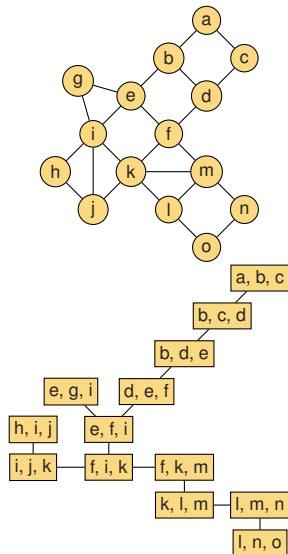 a
b
c
g
e
d
i
f
h
k
m
j
l
n
o
a, b, c
b, c, d
b, d, e
e, g, i
d, e, f
h, i, j
e, f, i
i, j, k
f, i, k
f, k, m
k, l, m
l, m, n
l, n, o